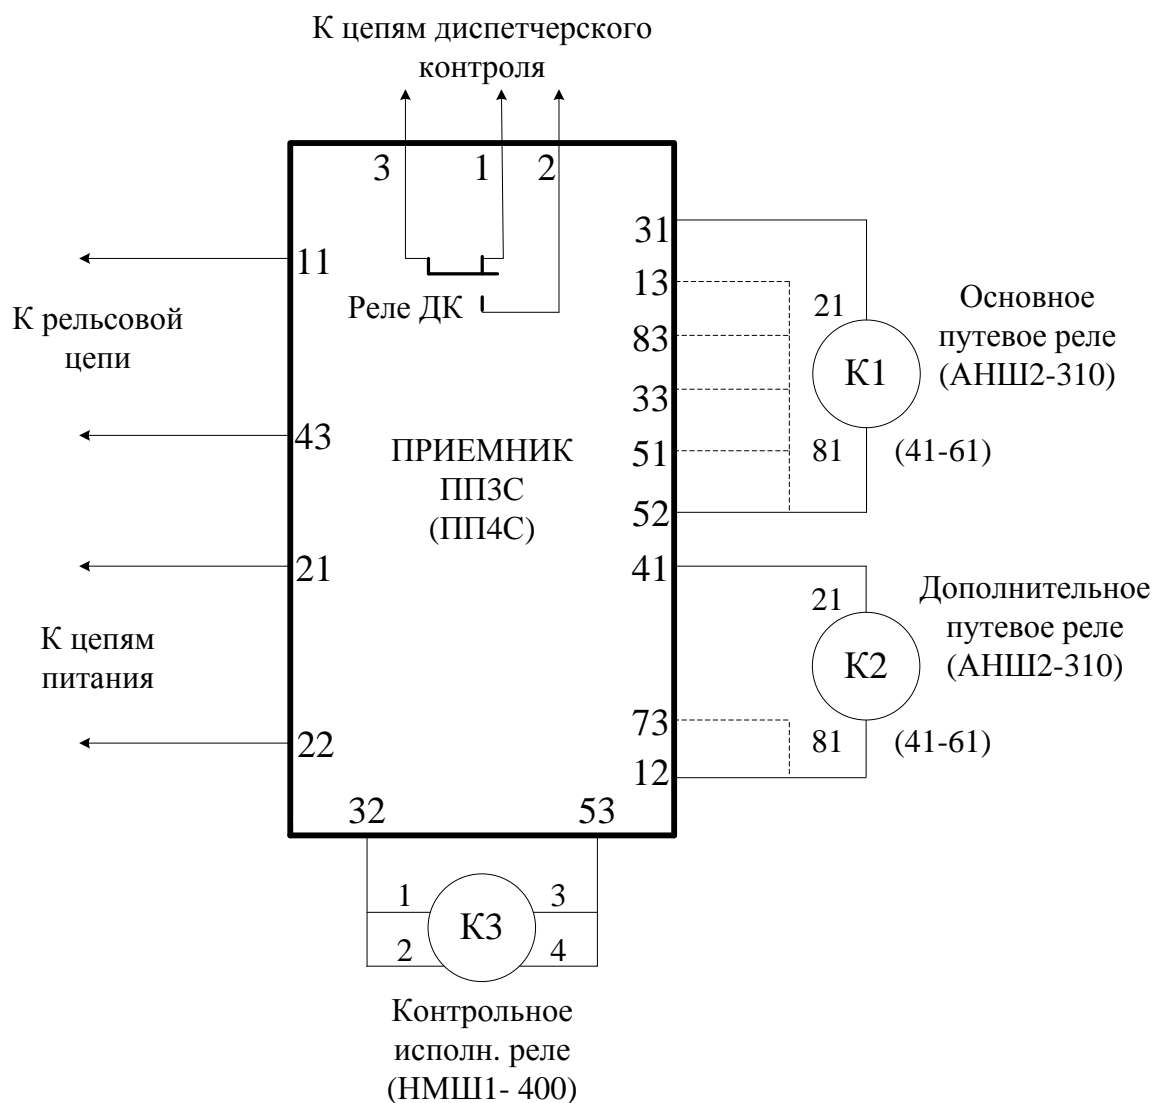 К цепям диспетчерского
контроля
3 1 2
11
К рельсовой
цепи
43
21
К цепям
питания
22
Реле ДК
ПРИЕМНИК
ПП3С
(ПП4С)
31
13
83
33
51
52
41
73
12
21
К1
81
(41-61)
Основное
путевое реле
(АНШ2-310)
21
К2
81
(41-61)
Дополнительное
путевое реле
(АНШ2-310)
32 53
1 3
К3
2 4
Контрольное
исполн. реле
(НМШ1- 400)